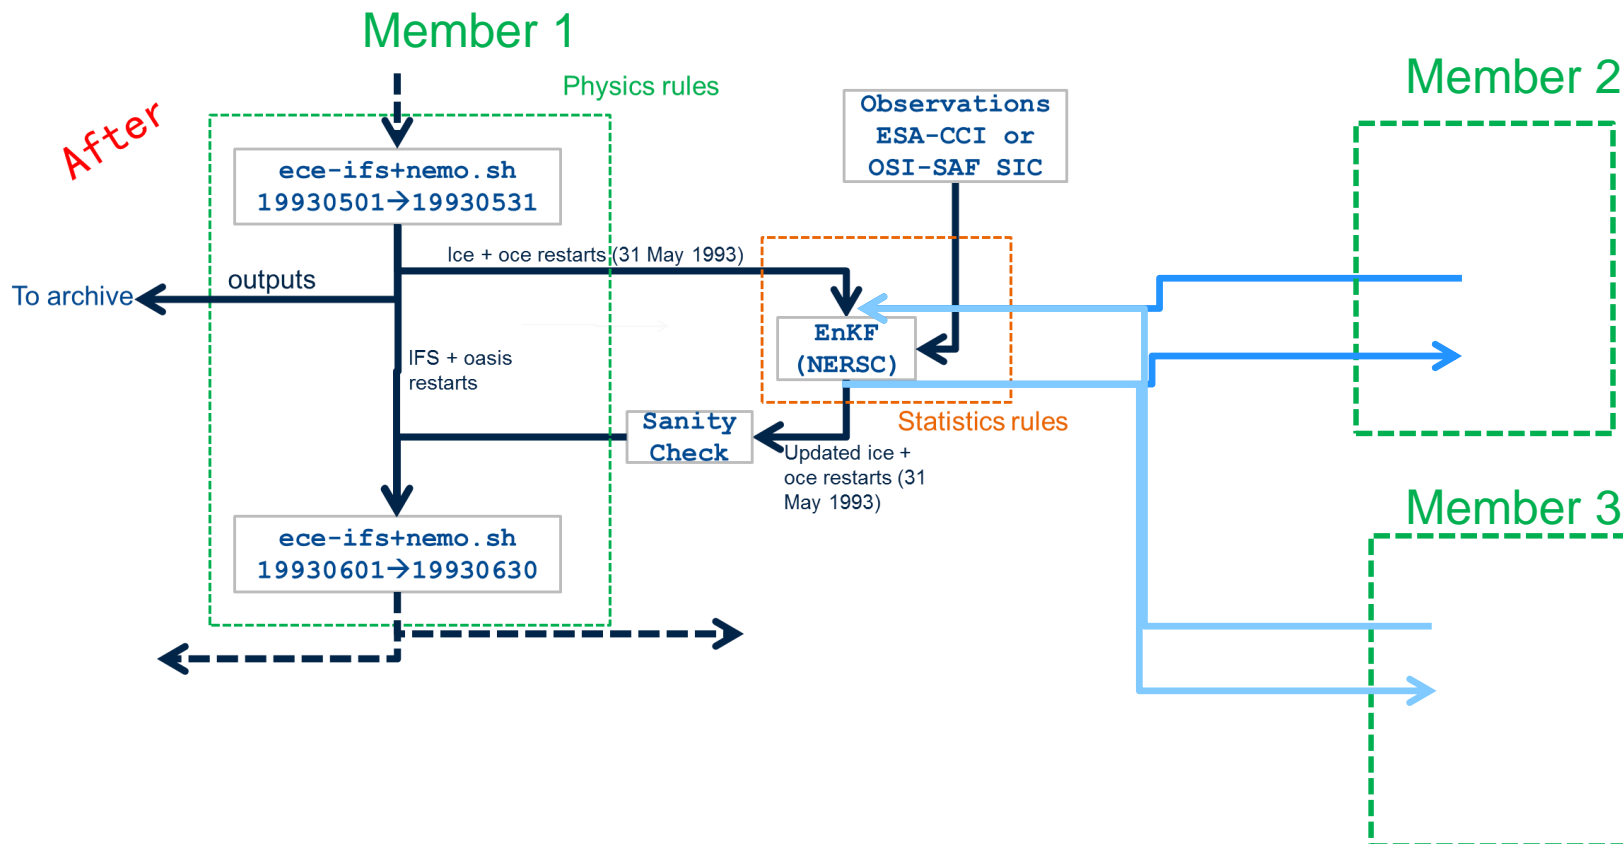 Member 1
Physics rules
After
ece-ifs+nemo.sh
19930501→19930531
Observations
ESA-CCI or
OSI-SAF SIC
Member 2
Ice + oce restarts (31 May 1993)
outputs
To archive
EnKF
(NERSC)
IFS + oasis
restarts
Statistics rules
Sanity
Check
Updated ice +
oce restarts (31
May 1993)
ece-ifs+nemo.sh
19930601→19930630
Member 3